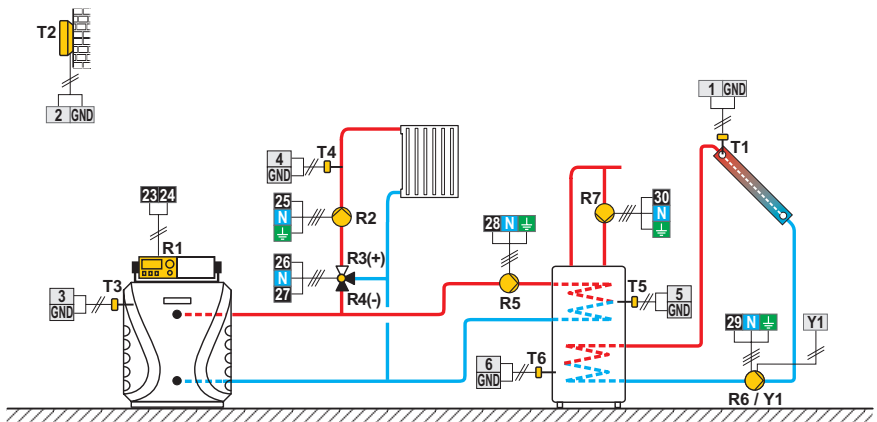 T2
2 GND
1 GND
T1
4
GND
T4
23 24
R1
25
N
R2
28 N
R7
30
N
26
N
27
R3(+)
R4(-)
3
GND
T3
R5
T5
5
GND
6
GND
T6
29 N
Y1
R6 / Y1